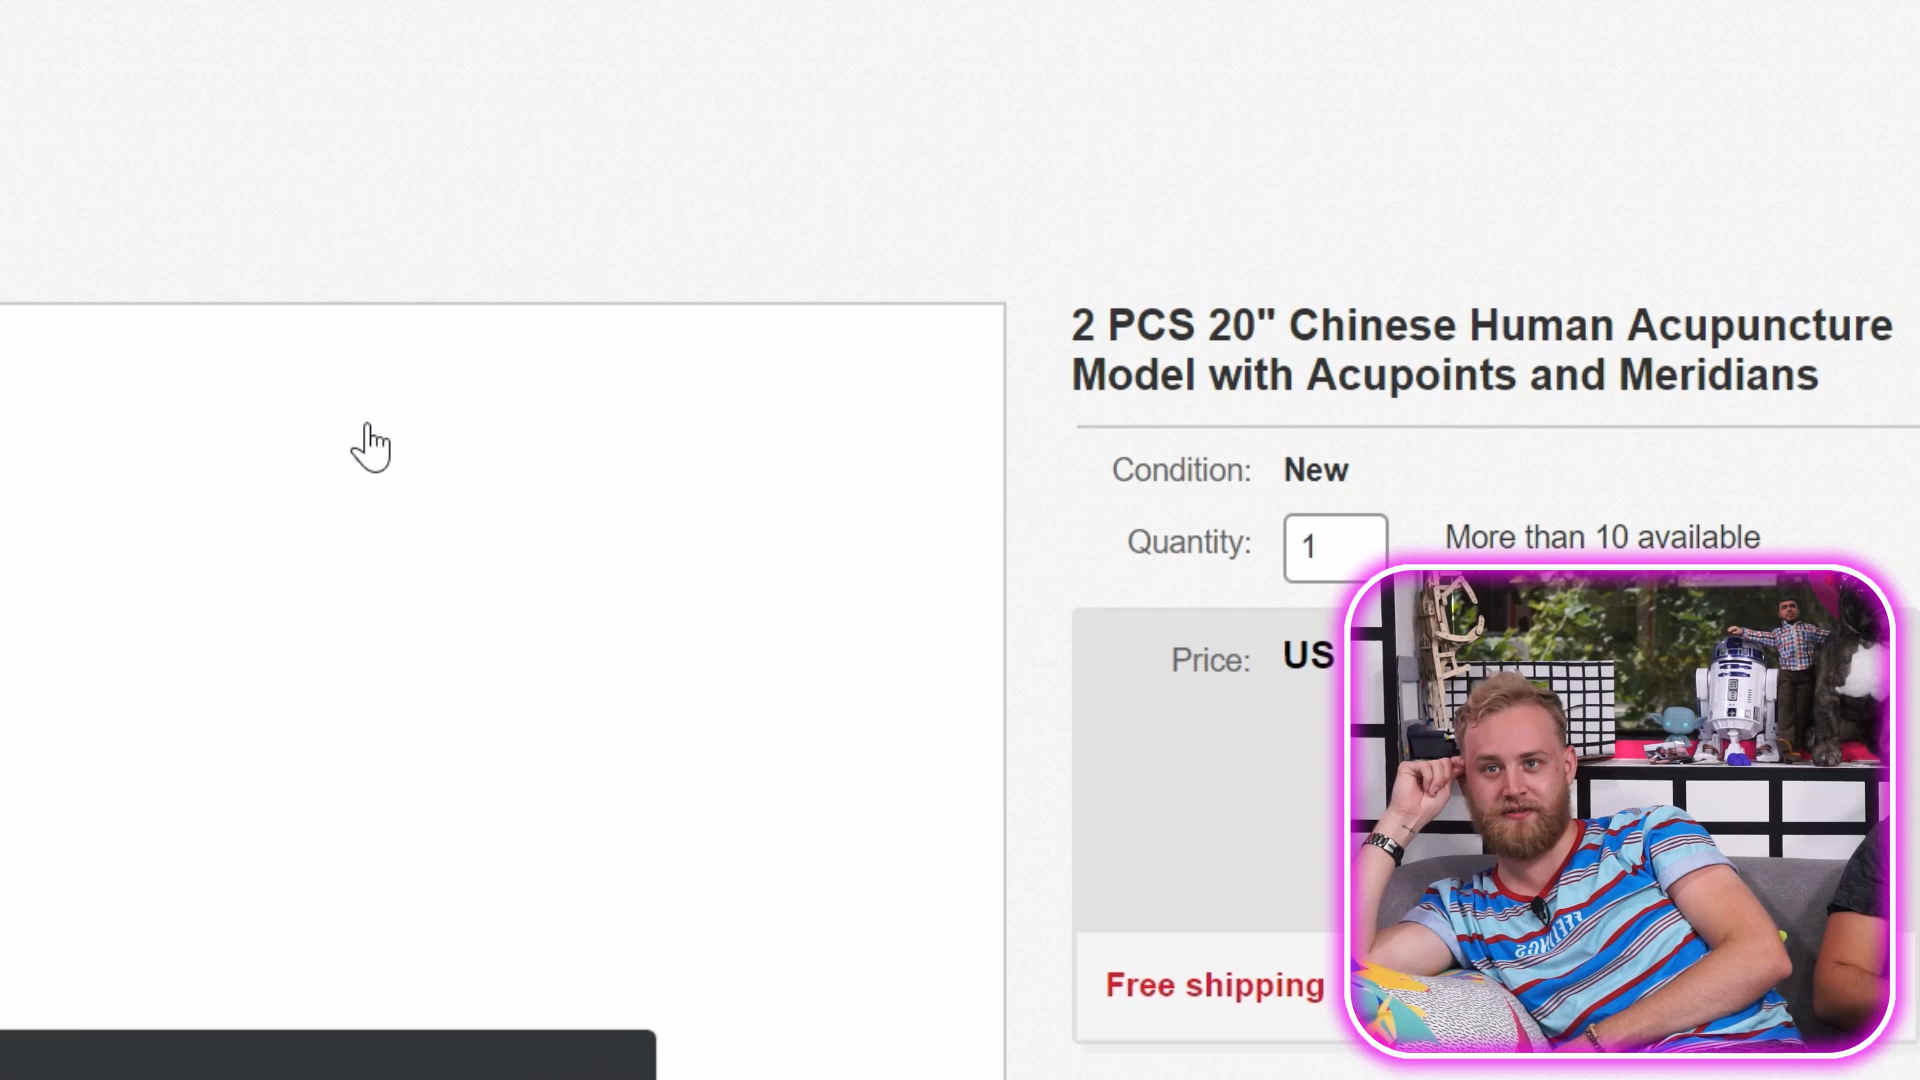 2 PCS 20" Chinese Human Acupuncture
Model with Acupoints and Meridians
Condition: New
Quantity: 1 More than 10 available
Price: US
Free shipping
FEELINGS